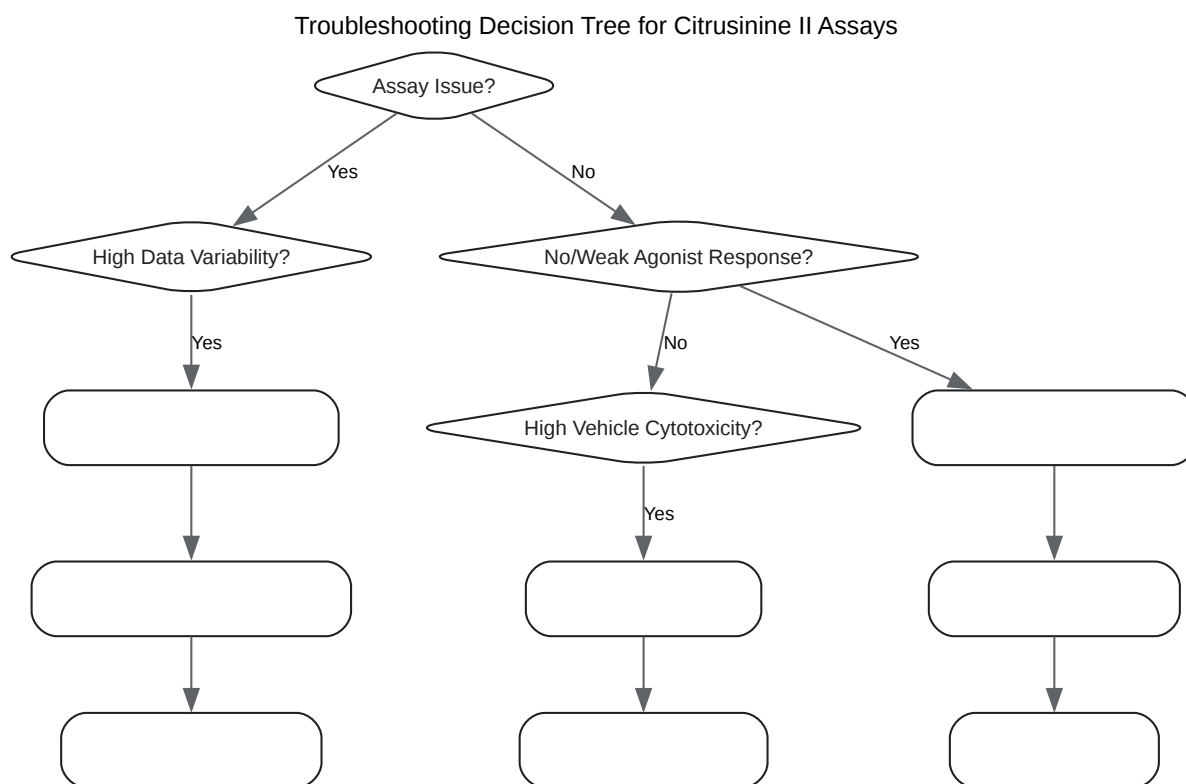 Troubleshooting Decision Tree for Citrusinine II Assays
Assay Issue?
Yes
No
High Data Variability?
No/Weak Agonist Response?
Yes
No
Yes
High Vehicle Cytotoxicity?
Yes